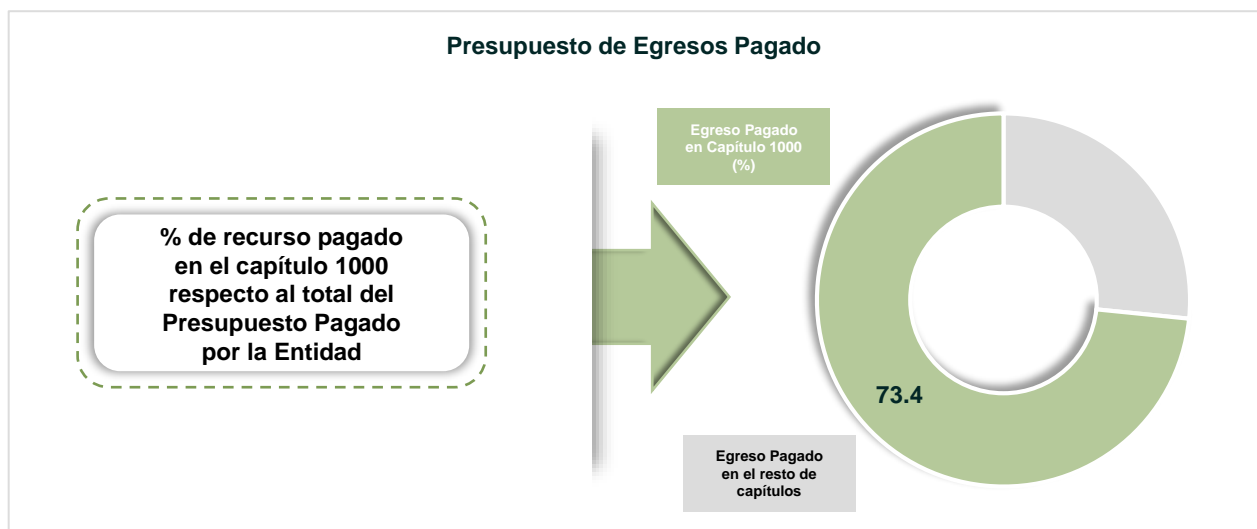 Presupuesto de Egresos Pagado
Egreso Pagado
en Capítulo 1000
(%)
% de recurso pagado
en el capítulo 1000
respecto al total del
Presupuesto Pagado
por la Entidad
73.4
Egreso Pagado
en el resto de
capítulos